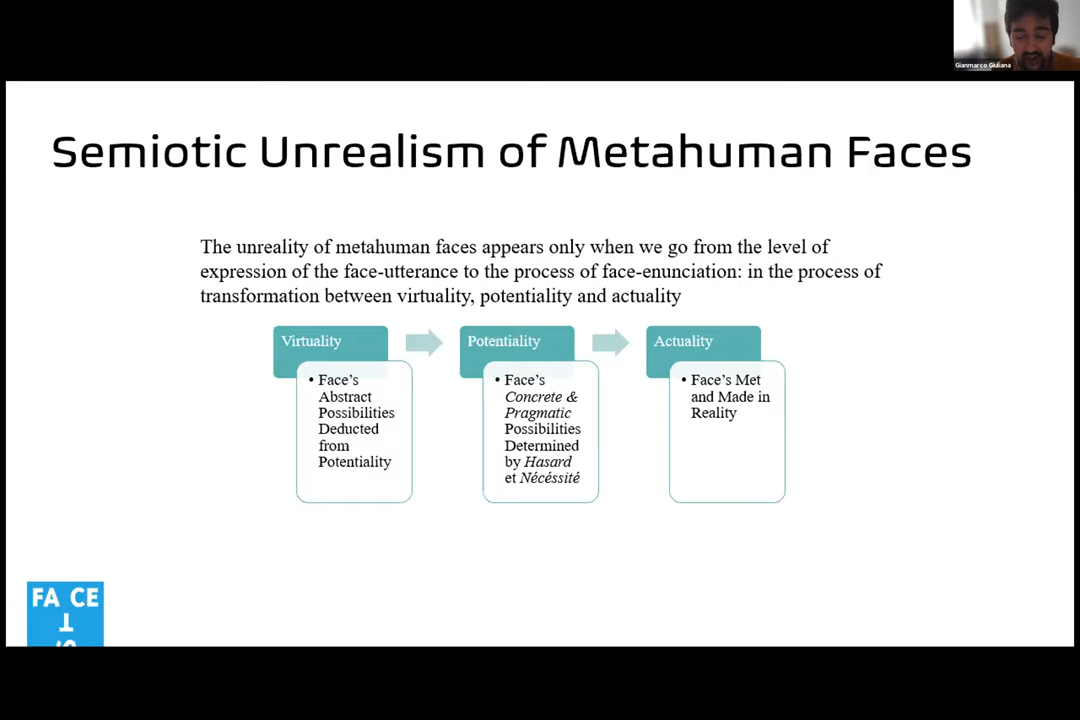 Gianmarco Giuliana
Semiotic Unrealism of Metahuman Faces
The unreality of metahuman faces appears only when we go from the level of
expression of the face-utterance to the process of face-enunciation: in the process of
transformation between virtuality, potentiality and actuality
Virtuality
• Face's
Abstract
Possibilities
Deducted
from
Potentiality
Potentiality
• Face's
Concrete &
Pragmatic
Possibilities
Determined
by Hasard
et Nécéssité
Actuality
• Face's Met
and Made in
Reality
FA CE